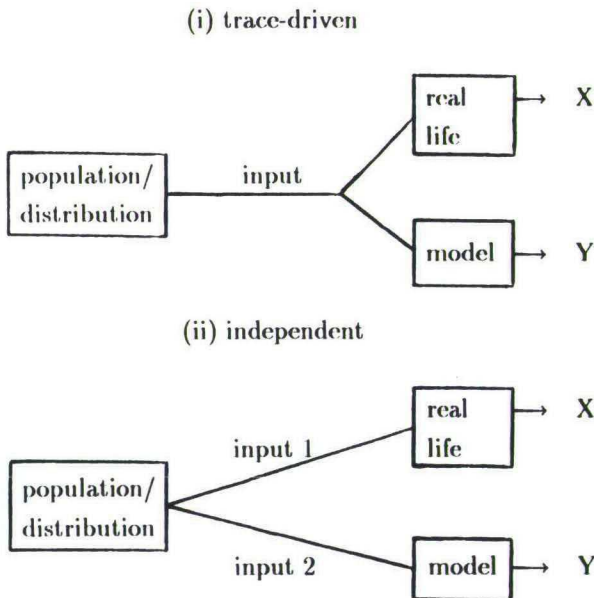 (i) trace-driven
real
life
X
population/
distribution
input
model
Y
(ii) independent
real
life
X
input 1
population/
distribution
input 2
model
Y